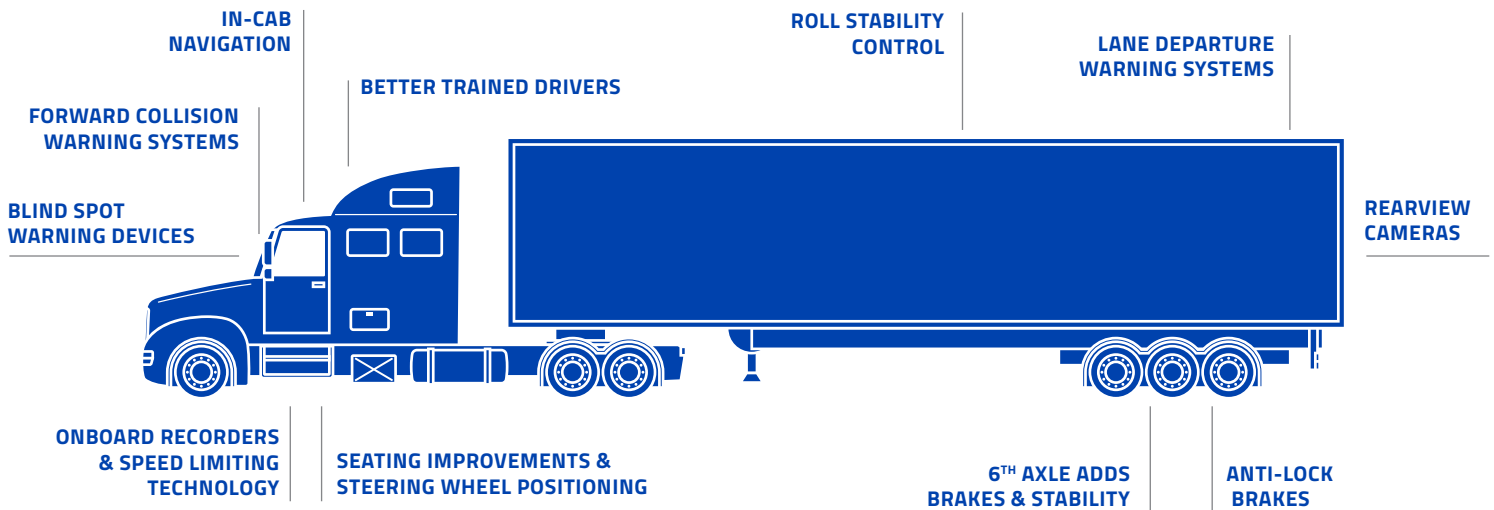 IN-CAB
NAVIGATION
ROLL STABILITY
CONTROL
LANE DEPARTURE
WARNING SYSTEMS
BETTER TRAINED DRIVERS
FORWARD COLLISION
WARNING SYSTEMS
BLIND SPOT
WARNING DEVICES
REARVIEW
CAMERAS
ONBOARD RECORDERS
& SPEED LIMITING
TECHNOLOGY
SEATING IMPROVEMENTS &
STEERING WHEEL POSITIONING
6TH AXLE ADDS
BRAKES & STABILITY
ANTI-LOCK
BRAKES